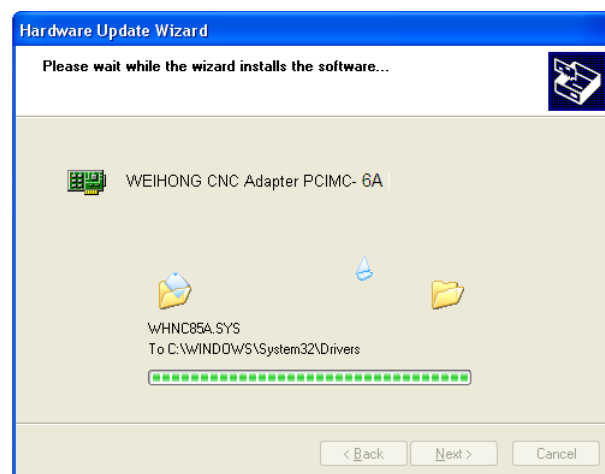 Hardware Update Wizard
Please wait while the wizard installs the software...
WEIHONG CNC Adapter PCIMC- 6A
WHNC85A.SYS
To C:\WINDOWS\System32\Drivers
< Back Next > Cancel